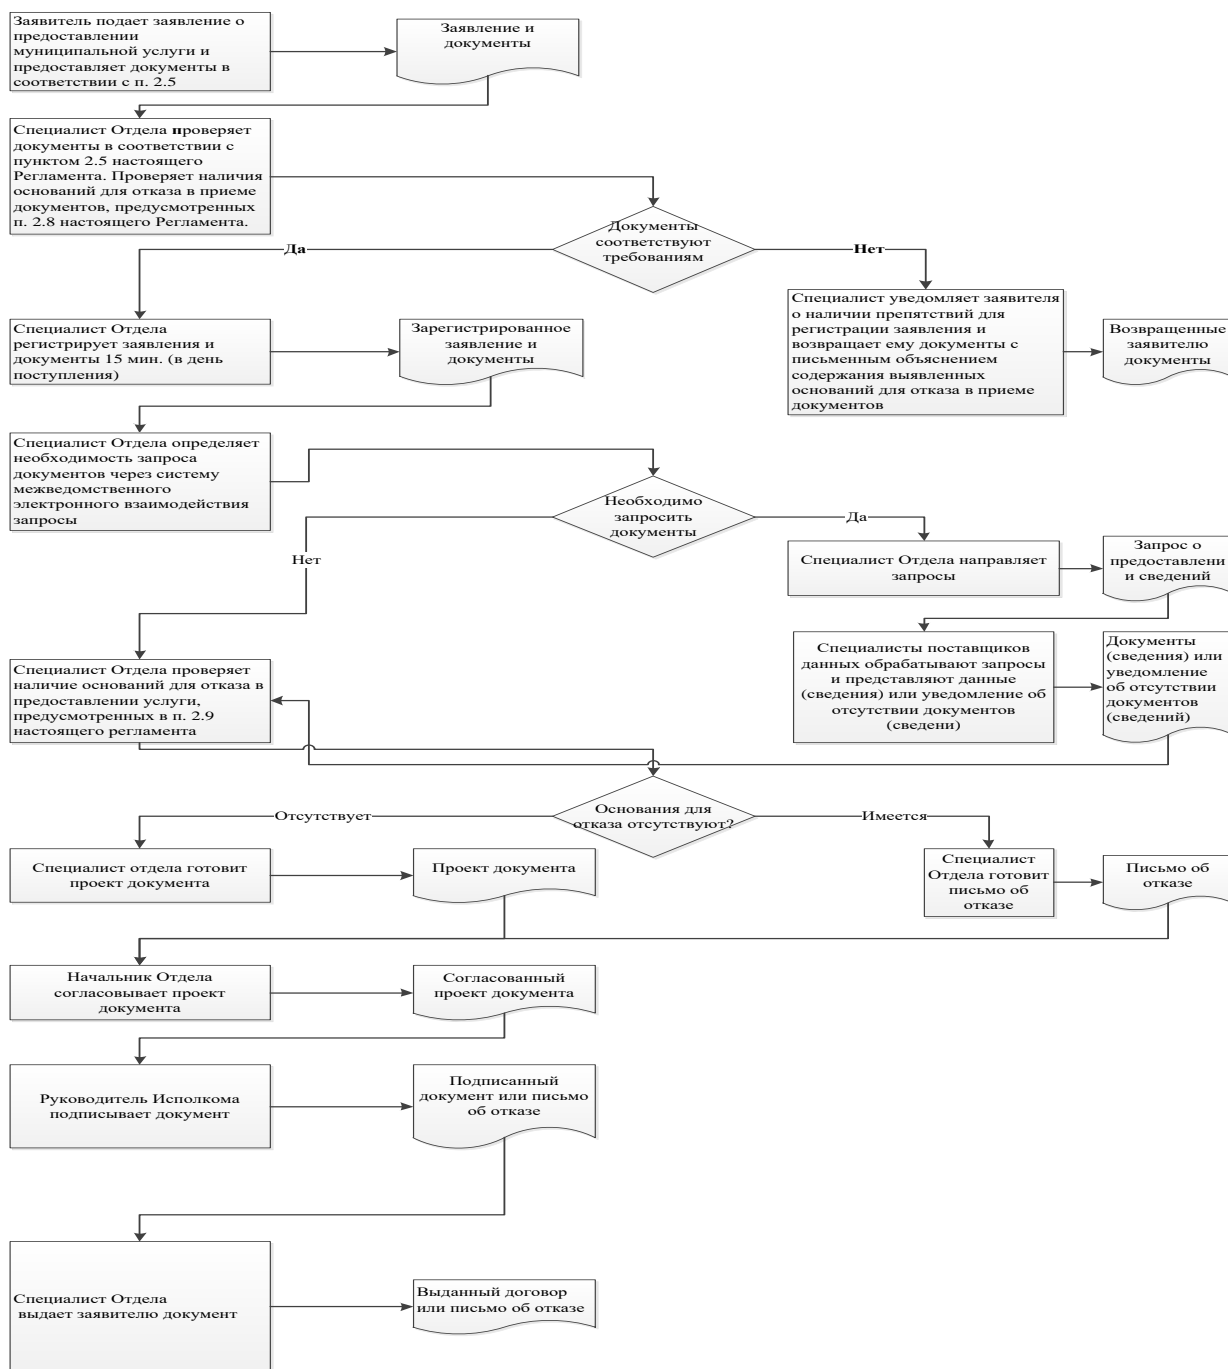 Заявитель подает заявление о
предоставлении
муниципальной услуги и
предоставляет документы в
соответствии с п. 2.5
Заявление и
документы
Специалист Отдела проверяет
документы в соответствии с
пунктом 2.5 настоящего
Регламента. Проверяет наличия
оснований для отказа в приеме
документов, предусмотренных
п. 2.8 настоящего Регламента.
Документы
соответствуют
требованиям
Да
Нет
Специалист Отдела
регистрирует заявления и
документы 15 мин. (в день
поступления)
Зарегистрированное
заявление и
документы
Специалист уведомляет заявителя
о наличии препятствий для
регистрации заявления и
возвращает ему документы с
письменным объяснением
содержания выявленных
оснований для отказа в приеме
документов
Возвращенные
заявителю
документы
Специалист Отдела определяет
необходимость запроса
документов через систему
межведомственного
электронного взаимодействия
запросы
Необходимо
запросить
документы
Нет
Да
Специалист Отдела направляет
запросы
Запрос о
предоставлени
и сведений
Специалисты поставщиков
данных обрабатывают запросы
и представляют данные
(сведения) или уведомление об
отсутствии документов
(сведени)
Документы
(сведения) или
уведомление
об отсутствии
документов
(сведений)
Специалист Отдела проверяет
наличие оснований для отказа в
предоставлении услуги,
предусмотренных в п. 2.9
настоящего регламента
Основания для
отказа отсутствуют?
Отсутствует
Имеется
Специалист отдела готовит
проект документа
Проект документа
Специалист
Отдела готовит
письмо об
отказе
Письмо об
отказе
Начальник Отдела
согласовывает проект
документа
Согласованный
проект документа
Руководитель Исполкома
подписывает документ
Подписанный
документ или письмо
об отказе
Специалист Отдела
выдает заявителю документ
Выданный договор
или письмо об отказе